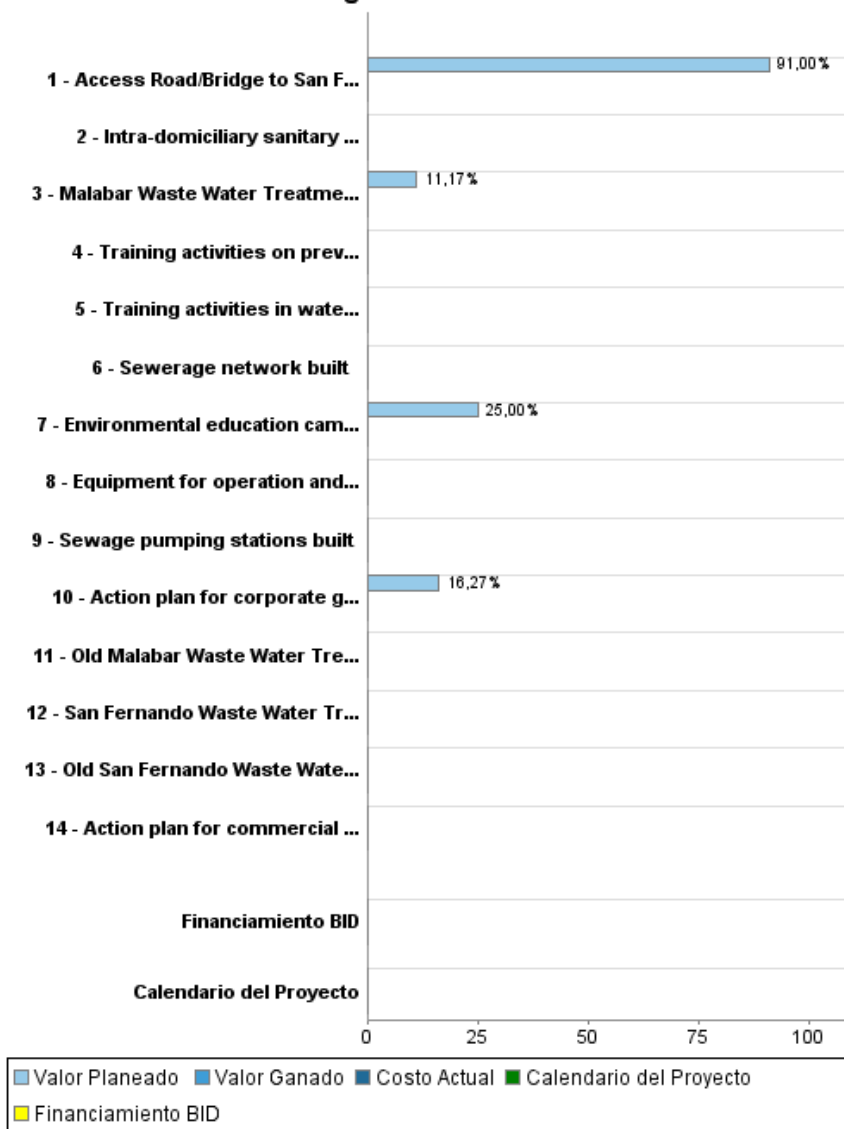 1 - Access Road/Bridge to San F...
91,00%
2 - Intra-domiciliary sanitary ...
3 - Malabar Waste Water Treatme...
11,17%
4 - Training activities on prev...
5 - Training activities in wate...
6 - Sewerage network built
7 - Environmental education cam...
25,00%
8 - Equipment for operation and...
9 - Sewage pumping stations built
10 - Action plan for corporate g...
16,27%
11 - Old Malabar Waste Water Tre...
12 - San Fernando Waste Water Tr...
13 - Old San Fernando Waste Wate...
14 - Action plan for commercial ...
Financiamiento BID
Calendario del Proyecto
0 25 50 75 100
Valor Planeado Valor Ganado Costo Actual Calendario del Proyecto
Financiamiento BID